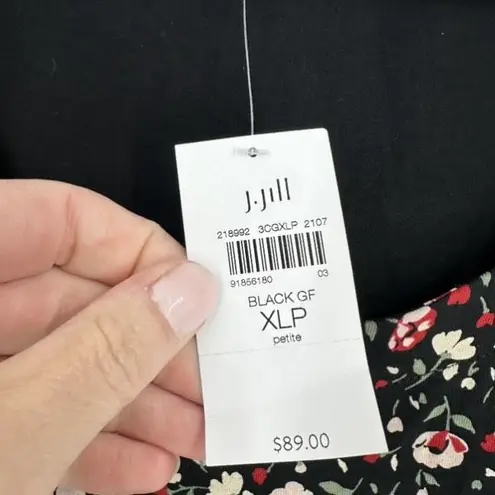 J.Jill
218992 3CGXLP 2107
91856180 03
BLACK GF
XLP
petite
$89.00